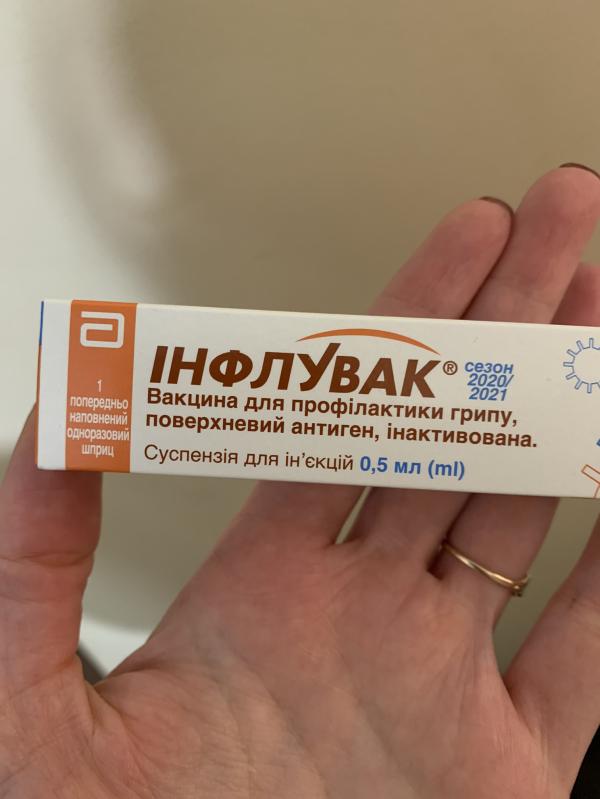 1
попередньо
наповнений
одноразовий
шприц
ІНФЛУВАК®
сезон
2020/
2021
Вакцина для профілактики грипу,
поверхневий антиген, інактивована.
Суспензія для ін'єкцій 0,5 мл (ml)